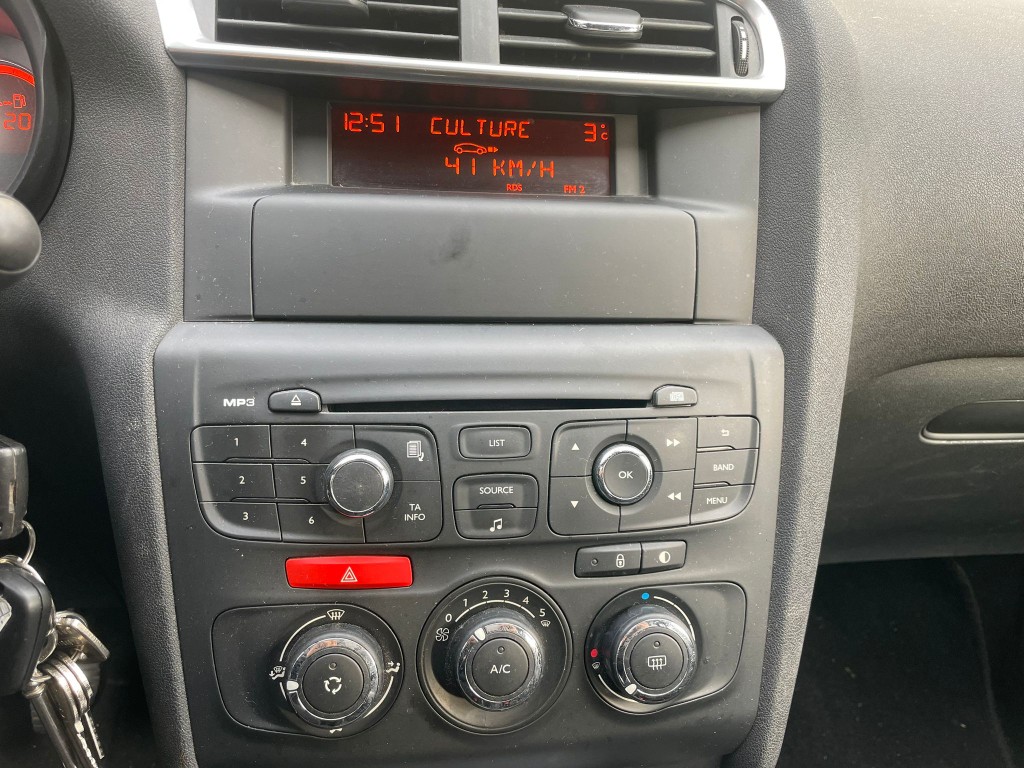 12:51 CULTURE 3°C
41 KM/H
RDS FM 2
20
MP3
1 4
LIST
2 5
OK
BAND
SOURCE
3 6
TA
INFO
MENU
0 1 2 3 4 5
A/C